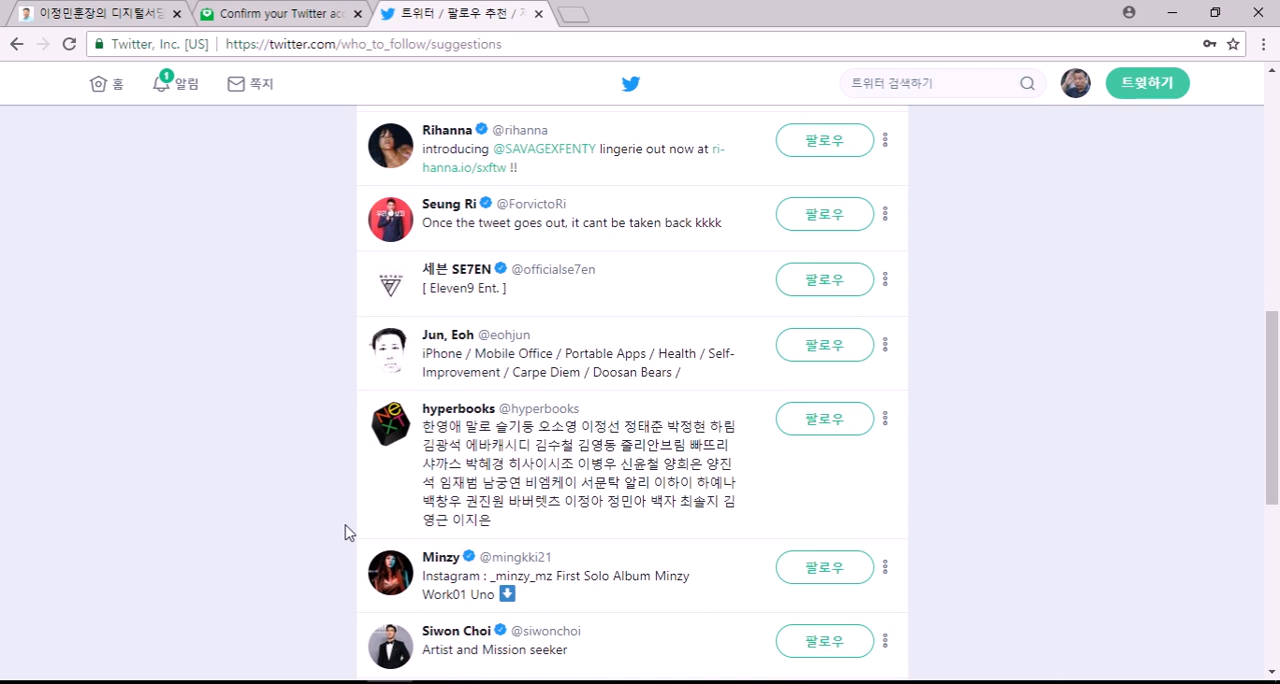 이정민훈장의 디지털서당
Confirm your Twitter acc
트위터 / 팔로우 추천 /
Twitter, Inc. [US] https://twitter.com/who_to_follow/suggestions
홈 1 알림 쪽지 트위터 검색하기 트윗하기
Rihanna @rihanna
introducing @SAVAGEXFENTY lingerie out now at ri-
hanna.io/sxftw !!
팔로우
Seung Ri @ForvictoRi
Once the tweet goes out, it cant be taken back kkkk
팔로우
SE7EN
세븐 SE7EN @officialse7en
[ Eleven9 Ent. ]
팔로우
Jun, Eoh @eohjun
iPhone / Mobile Office / Portable Apps / Health / Self-
Improvement / Carpe Diem / Doosan Bears /
팔로우
NEXT
hyperbooks @hyperbooks
한영애 말로 슬기둥 오소영 이정선 정태준 박정현 하림
김광석 에바캐시디 김수철 김영동 줄리안브림 빠뜨리
샤까스 박혜경 히사이시조 이병우 신윤철 양희은 양진
석 임재범 남궁연 비엠케이 서문탁 알리 이하이 하예나
백창우 권진원 바버렛츠 이정아 정민아 백자 최솔지 김
영근 이지은
팔로우
Minzy @mingkki21
Instagram : _minzy_mz First Solo Album Minzy
Work01 Uno
팔로우
Siwon Choi @siwonchoi
Artist and Mission seeker
팔로우